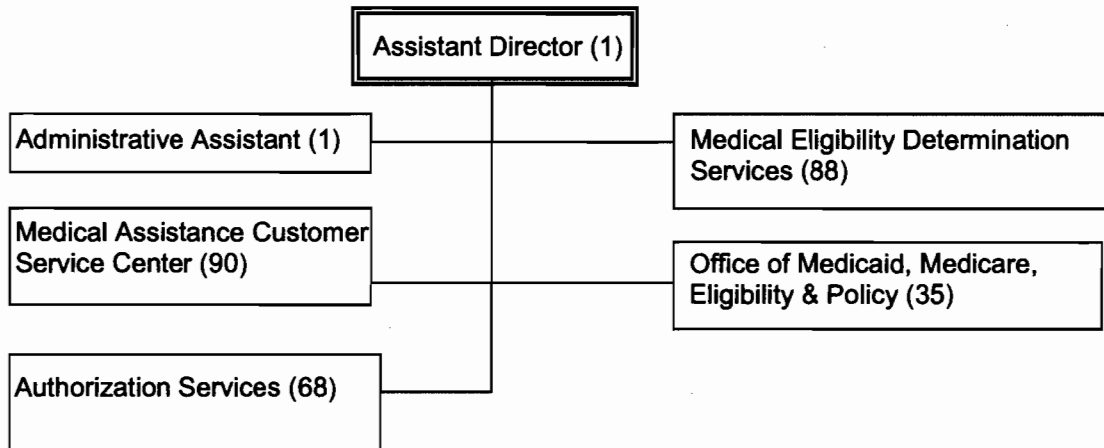 Assistant Director (1)
Administrative Assistant (1)
Medical Eligibility Determination
Services (88)
Medical Assistance Customer
Service Center (90)
Office of Medicaid, Medicare,
Eligibility & Policy (35)
Authorization Services (68)